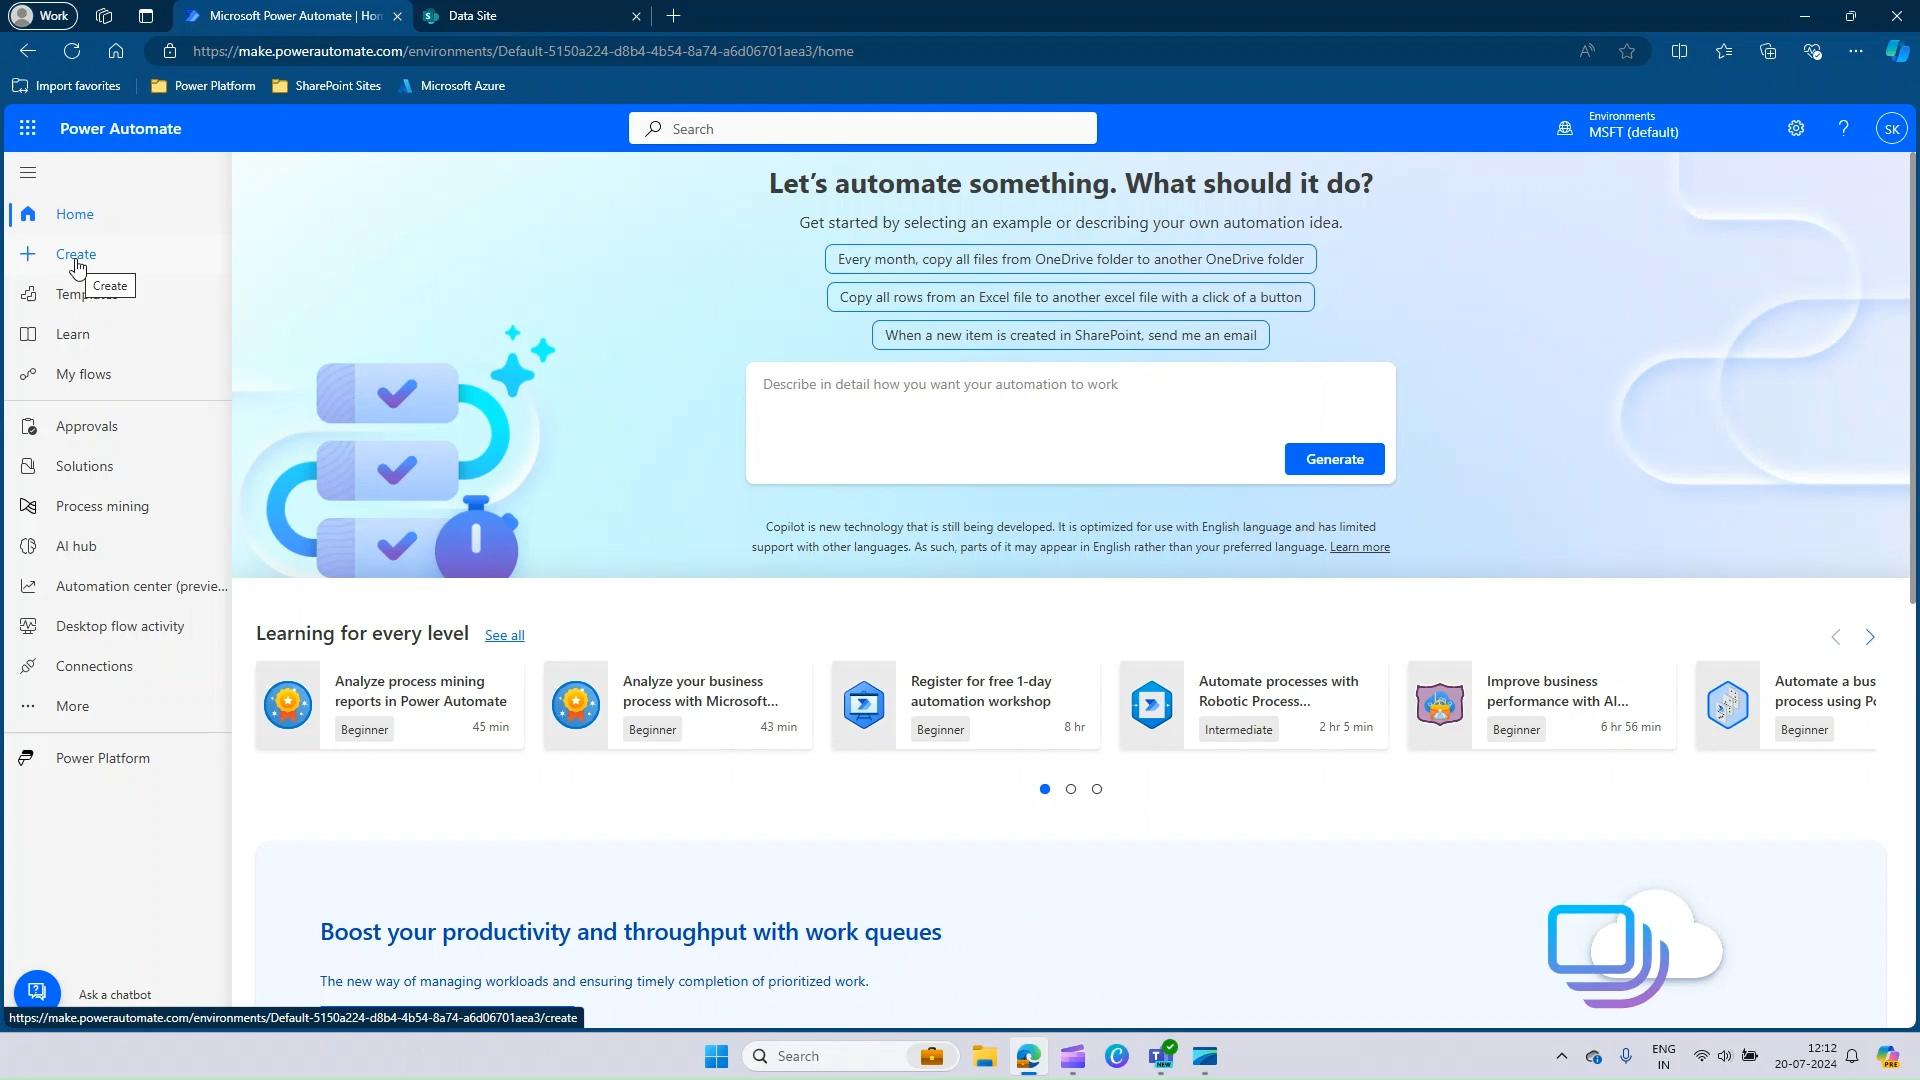 Work
Microsoft Power Automate | Hor
Data Site
https://make.powerautomate.com/environments/Default-5150a224-d8b4-4b54-8a74-a6d06701aea3/home
Import favorites
Power Platform
SharePoint Sites
Microsoft Azure
Power Automate
Search
Environments
MSFT (default)
?
SK
Home
Create
Create
Learn
My flows
Approvals
Solutions
Process mining
AI hub
Automation center (previe...
Desktop flow activity
Connections
More
Power Platform
Ask a chatbot
Let's automate something. What should it do?
Get started by selecting an example or describing your own automation idea.
Every month, copy all files from OneDrive folder to another OneDrive folder
Copy all rows from an Excel file to another excel file with a click of a button
When a new item is created in SharePoint, send me an email
Describe in detail how you want your automation to work
Generate
Copilot is new technology that is still being developed. It is optimized for use with English language and has limited
support with other languages. As such, parts of it may appear in English rather than your preferred language. Learn more
Learning for every level See all
Analyze process mining
reports in Power Automate
Beginner 45 min
Analyze your business
process with Microsoft...
Beginner 43 min
Register for free 1-day
automation workshop
Beginner 8 hr
Automate processes with
Robotic Process...
Intermediate 2 hr 5 min
Improve business
performance with AI...
Beginner 6 hr 56 min
Automate a bus
process using Po
Beginner
Boost your productivity and throughput with work queues
The new way of managing workloads and ensuring timely completion of prioritized work.
https://make.powerautomate.com/environments/Default-5150a224-d8b4-4b54-8a74-a6d06701aea3/create
Search
NEW
ENG
IN
12:12
20-07-2024
PRE